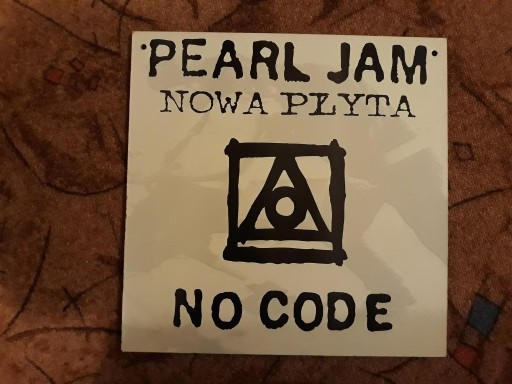 PEARL JAM
NOWA PŁYTA
NO CODE